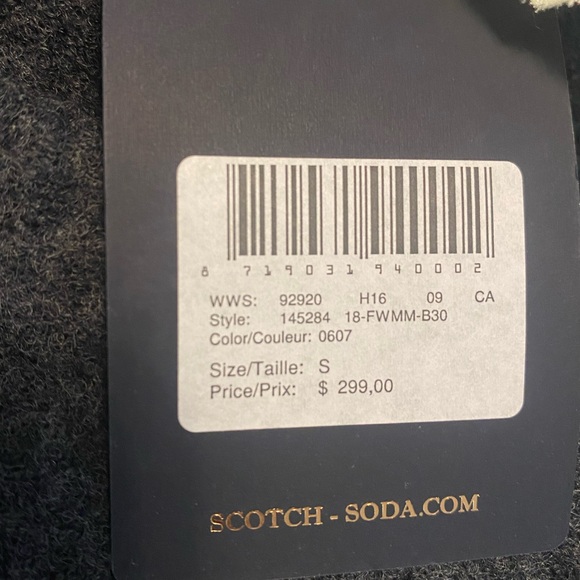 8 719031 940002
WWS: 92920 H16 09 CA
Style: 145284 18-FWMM-B30
Color/Couleur: 0607
Size/Taille: S
Price/Prix: $ 299,00
SCOTCH - SODA.COM